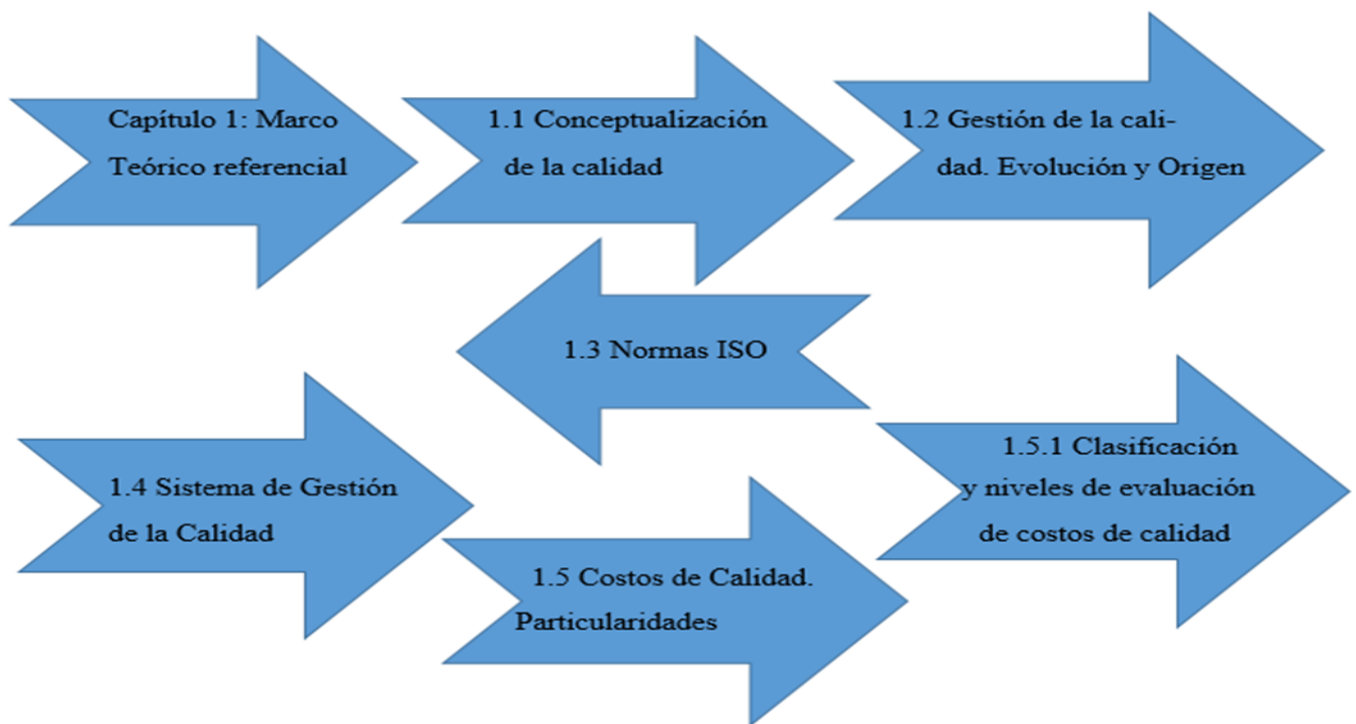 Capítulo 1: Marco
Teórico referencial
1.1 Conceptualización
de la calidad
1.2 Gestión de la cali-
dad. Evolución y Origen
1.3 Normas ISO
1.4 Sistema de Gestión
de la Calidad
1.5 Costos de Calidad.
Particularidades
1.5.1 Clasificación
y niveles de evaluación
de costos de calidad